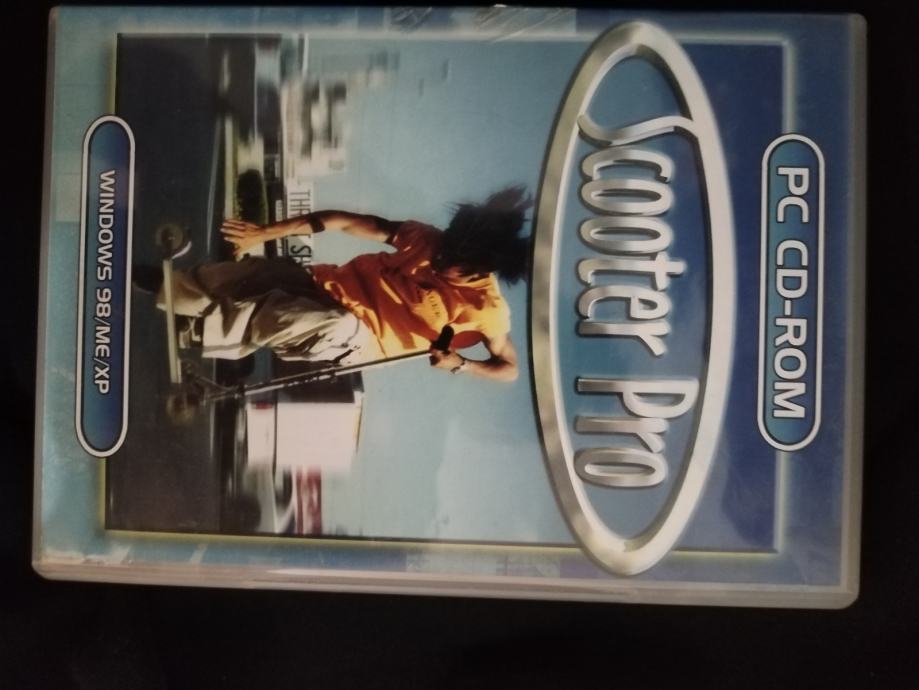 PC CD-ROM
Scooter Pro
WINDOWS 98/ME/XP